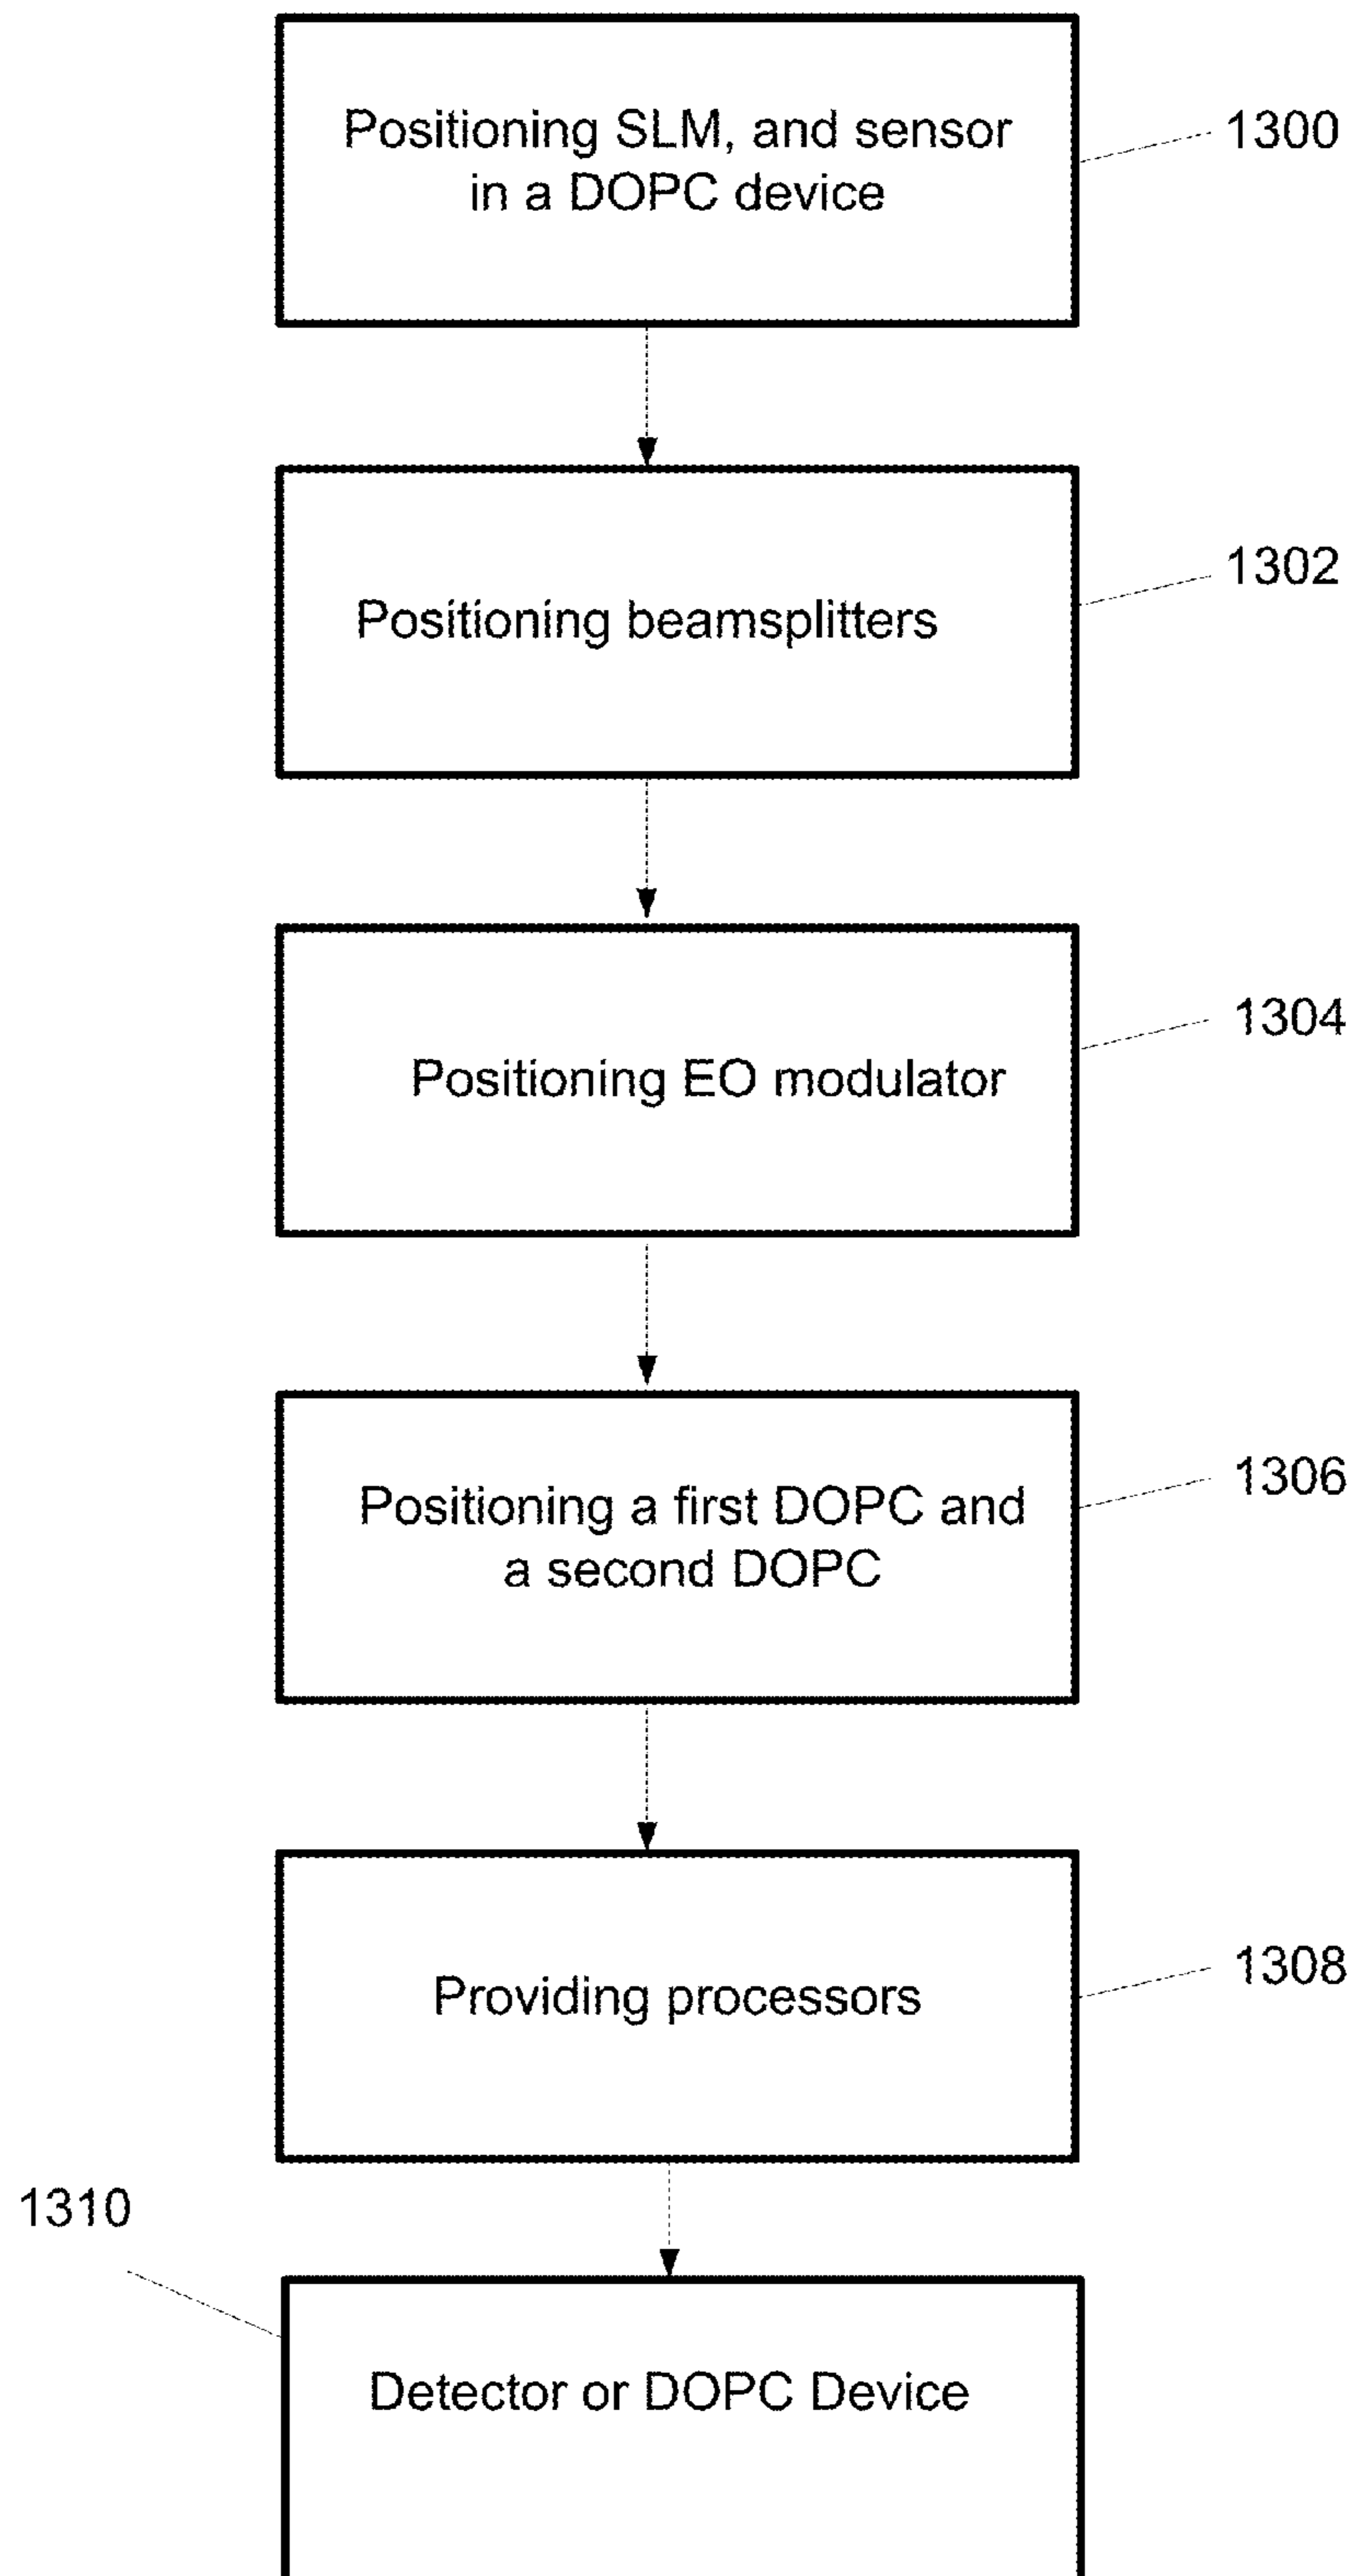 Positioning SLM, and sensor
in a DOPC device
1300
Positioning beamsplitters
1302
Positioning EO modulator
1304
Positioning a first DOPC and
a second DOPC
1306
Providing processors
1308
1310
Detector or DOPC Device